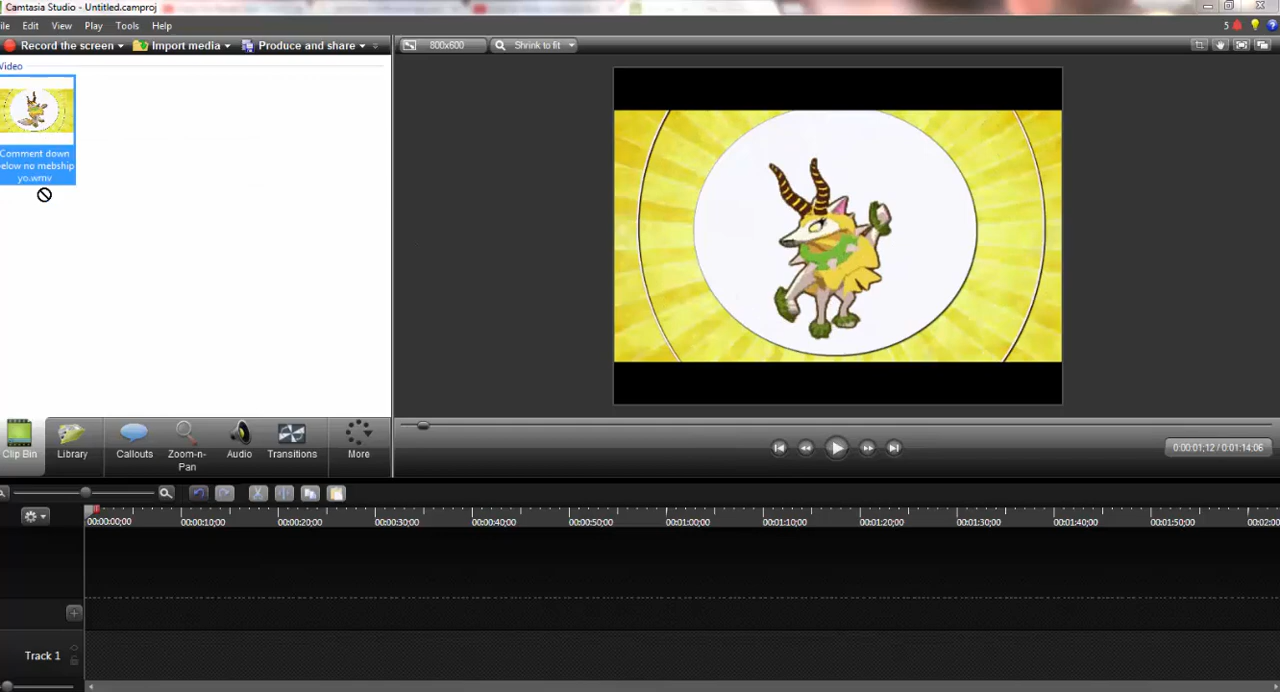 Camtasia Studio - Untitled.camproj
ile Edit View Play Tools Help 5
Record the screen Import media Produce and share 800x600 Shrink to fit
Video
Comment down
below no mebship
yo.wmv
Clip Bin Library Callouts Zoom-n-
Pan Audio Transitions More
0:00:01;12 / 0:01:14;06
00:00:00;00 00:00:10;00 00:00:20;00 00:00:30;00 00:00:40;00 00:00:50;00 00:01:00;00 00:01:10;00 00:01:20;00 00:01:30;00 00:01:40;00 00:01:50;00 00:02:0
Track 1